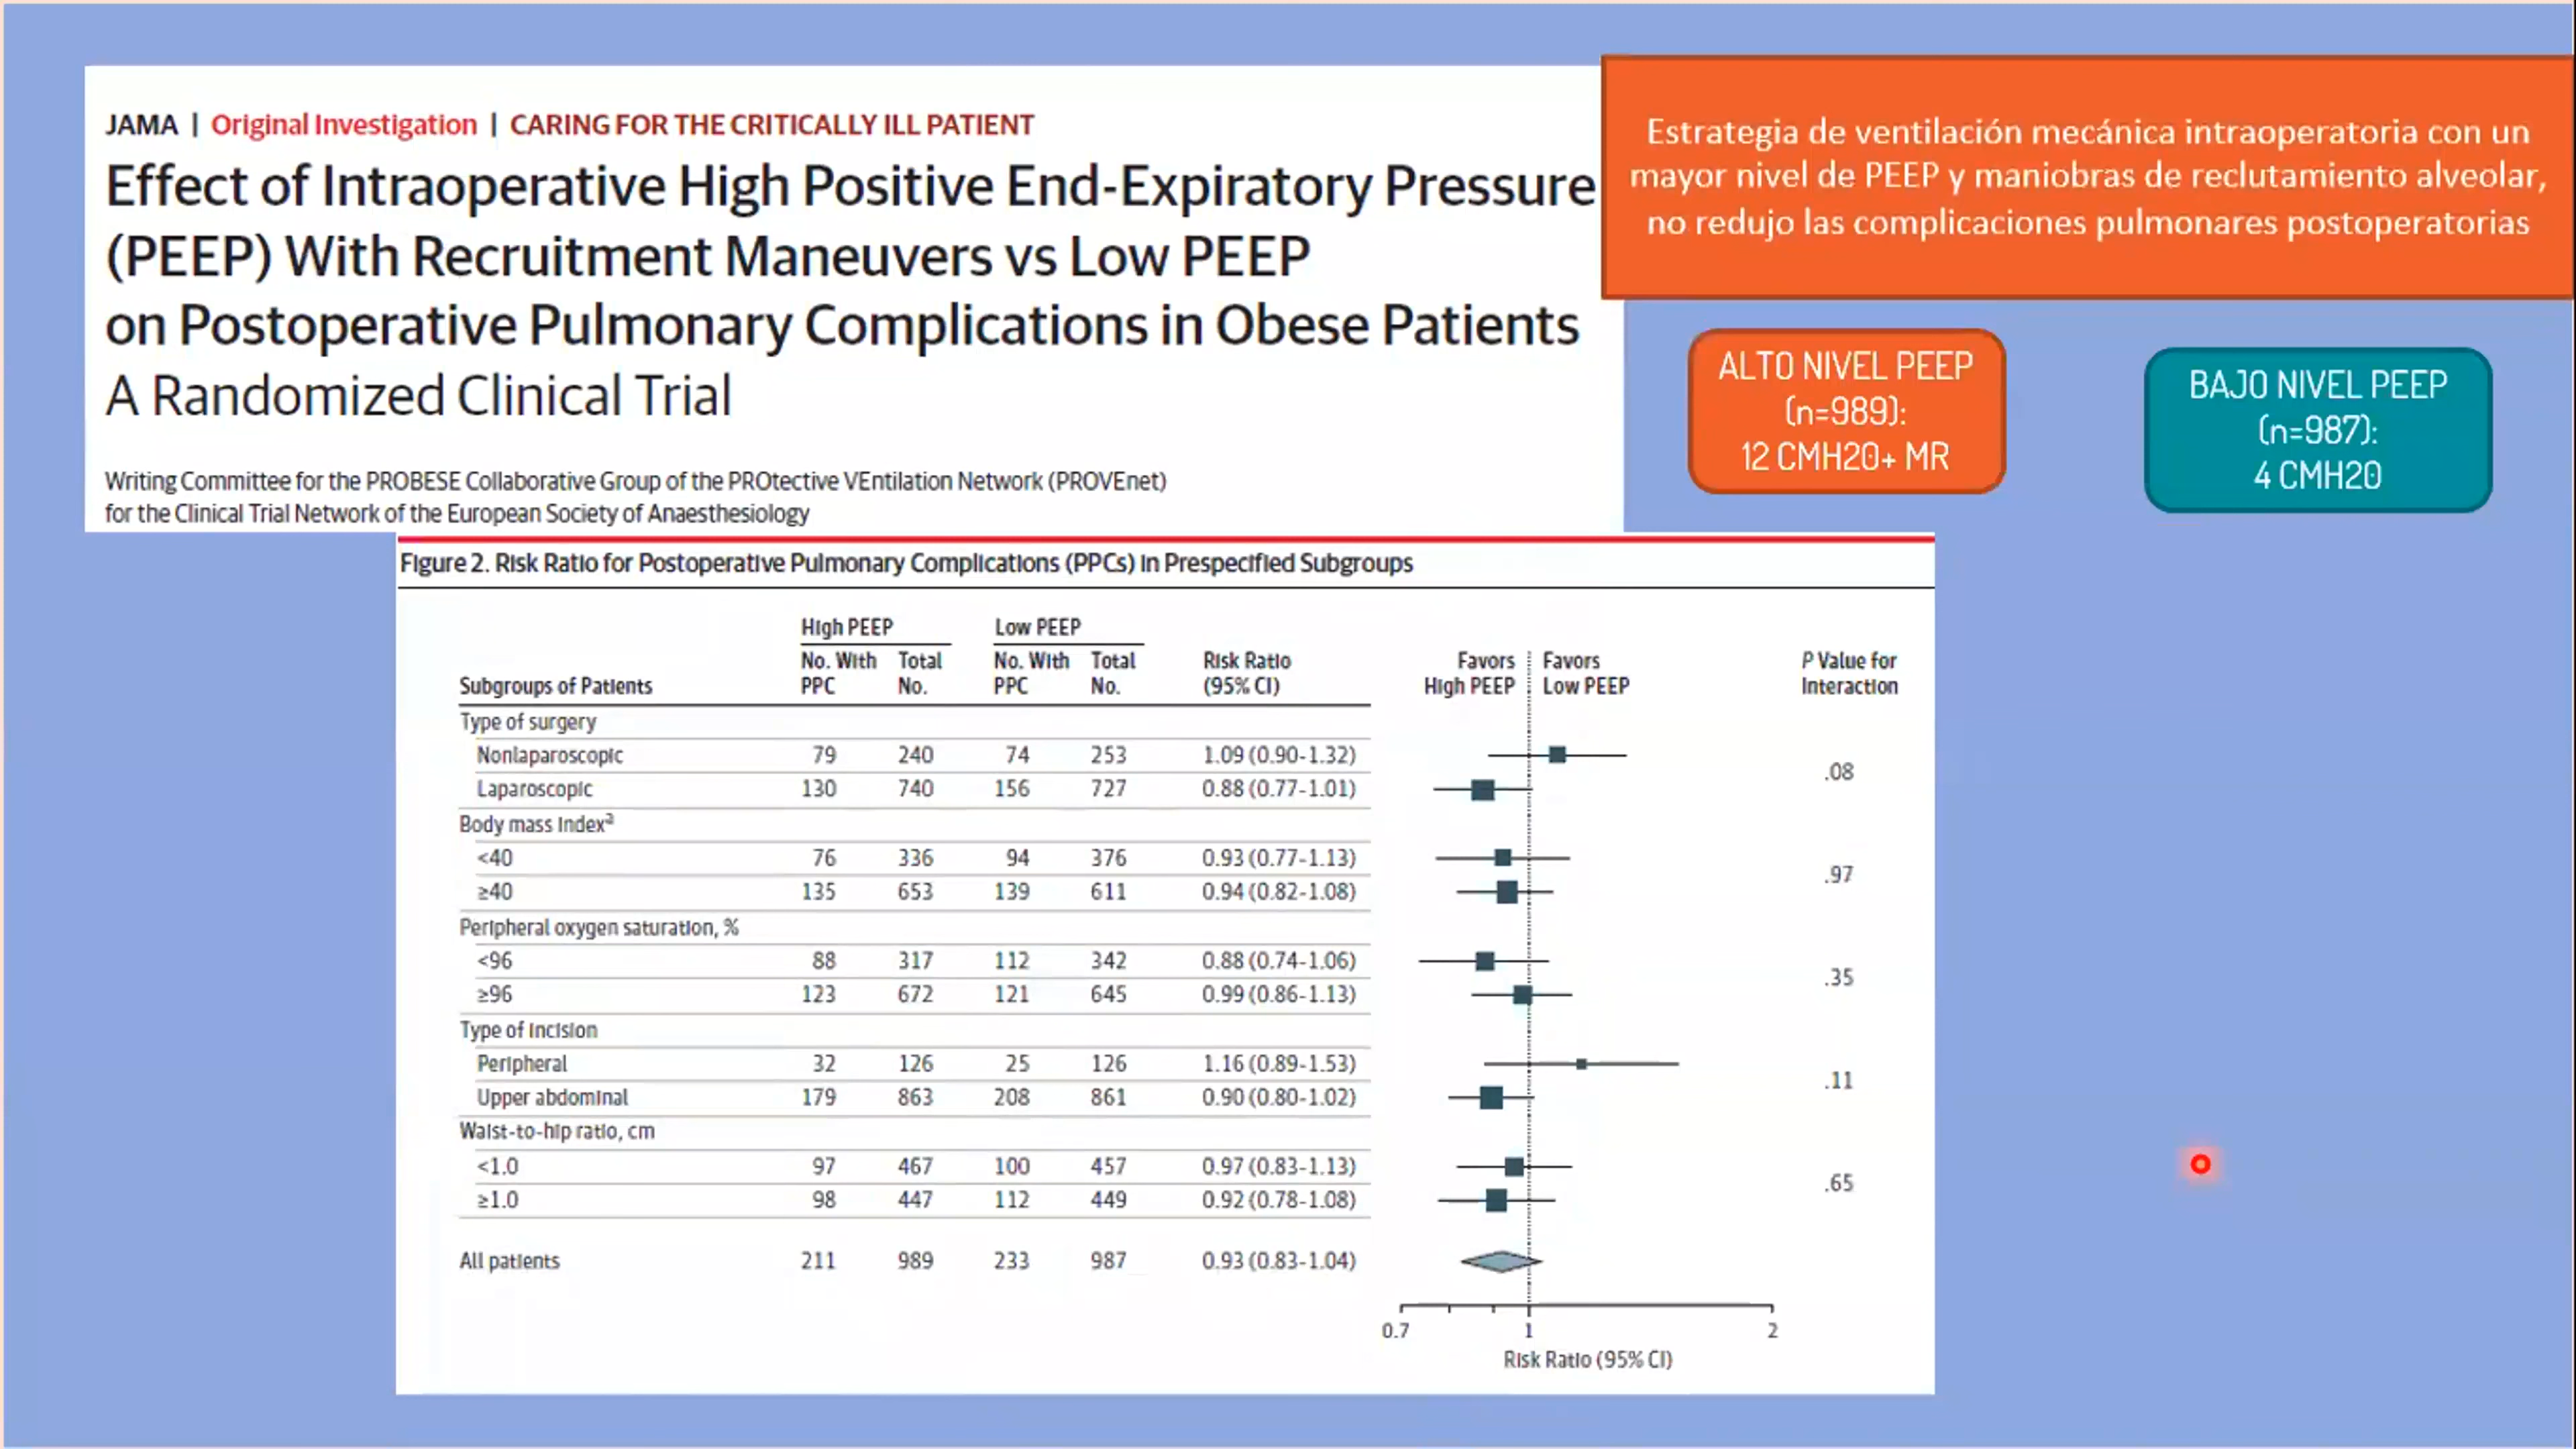 JAMA | Original Investigation | CARING FOR THE CRITICALLY ILL PATIENT
Effect of Intraoperative High Positive End-Expiratory Pressure
(PEEP) With Recruitment Maneuvers vs Low PEEP
on Postoperative Pulmonary Complications in Obese Patients
A Randomized Clinical Trial
Writing Committee for the PROBESE Collaborative Group of the PROtective VEntilation Network (PROVEnet)
for the Clinical Trial Network of the European Society of Anaesthesiology
Estrategia de ventilación mecánica intraoperatoria con un
mayor nivel de PEEP y maniobras de reclutamiento alveolar,
no redujo las complicaciones pulmonares postoperatorias
ALTO NIVEL PEEP
(n=989):
12 CMH20+ MR
BAJO NIVEL PEEP
(n=987):
4 CMH20
Figure 2. Risk Ratio for Postoperative Pulmonary Complications (PPCs) in Prespecified Subgroups
High PEEP Low PEEP
No. With Total No. With Total Risk Ratio Favors Favors P Value for
Subgroups of Patients PPC No. PPC No. (95% CI) High PEEP Low PEEP Interaction
Type of surgery
Nonlaparoscopic 79 240 74 253 1.09 (0.90-1.32)
.08
Laparoscopic 130 740 156 727 0.88 (0.77-1.01)
Body mass indexa
<40 76 336 94 376 0.93 (0.77-1.13)
.97
≥40 135 653 139 611 0.94 (0.82-1.08)
Peripheral oxygen saturation, %
<96 88 317 112 342 0.88 (0.74-1.06)
.35
≥96 123 672 121 645 0.99 (0.86-1.13)
Type of incision
Peripheral 32 126 25 126 1.16 (0.89-1.53)
.11
Upper abdominal 179 863 208 861 0.90 (0.80-1.02)
Waist-to-hip ratio, cm
<1.0 97 467 100 457 0.97 (0.83-1.13)
.65
≥1.0 98 447 112 449 0.92 (0.78-1.08)
All patients 211 989 233 987 0.93 (0.83-1.04)
0.7 1 2
Risk Ratio (95% CI)